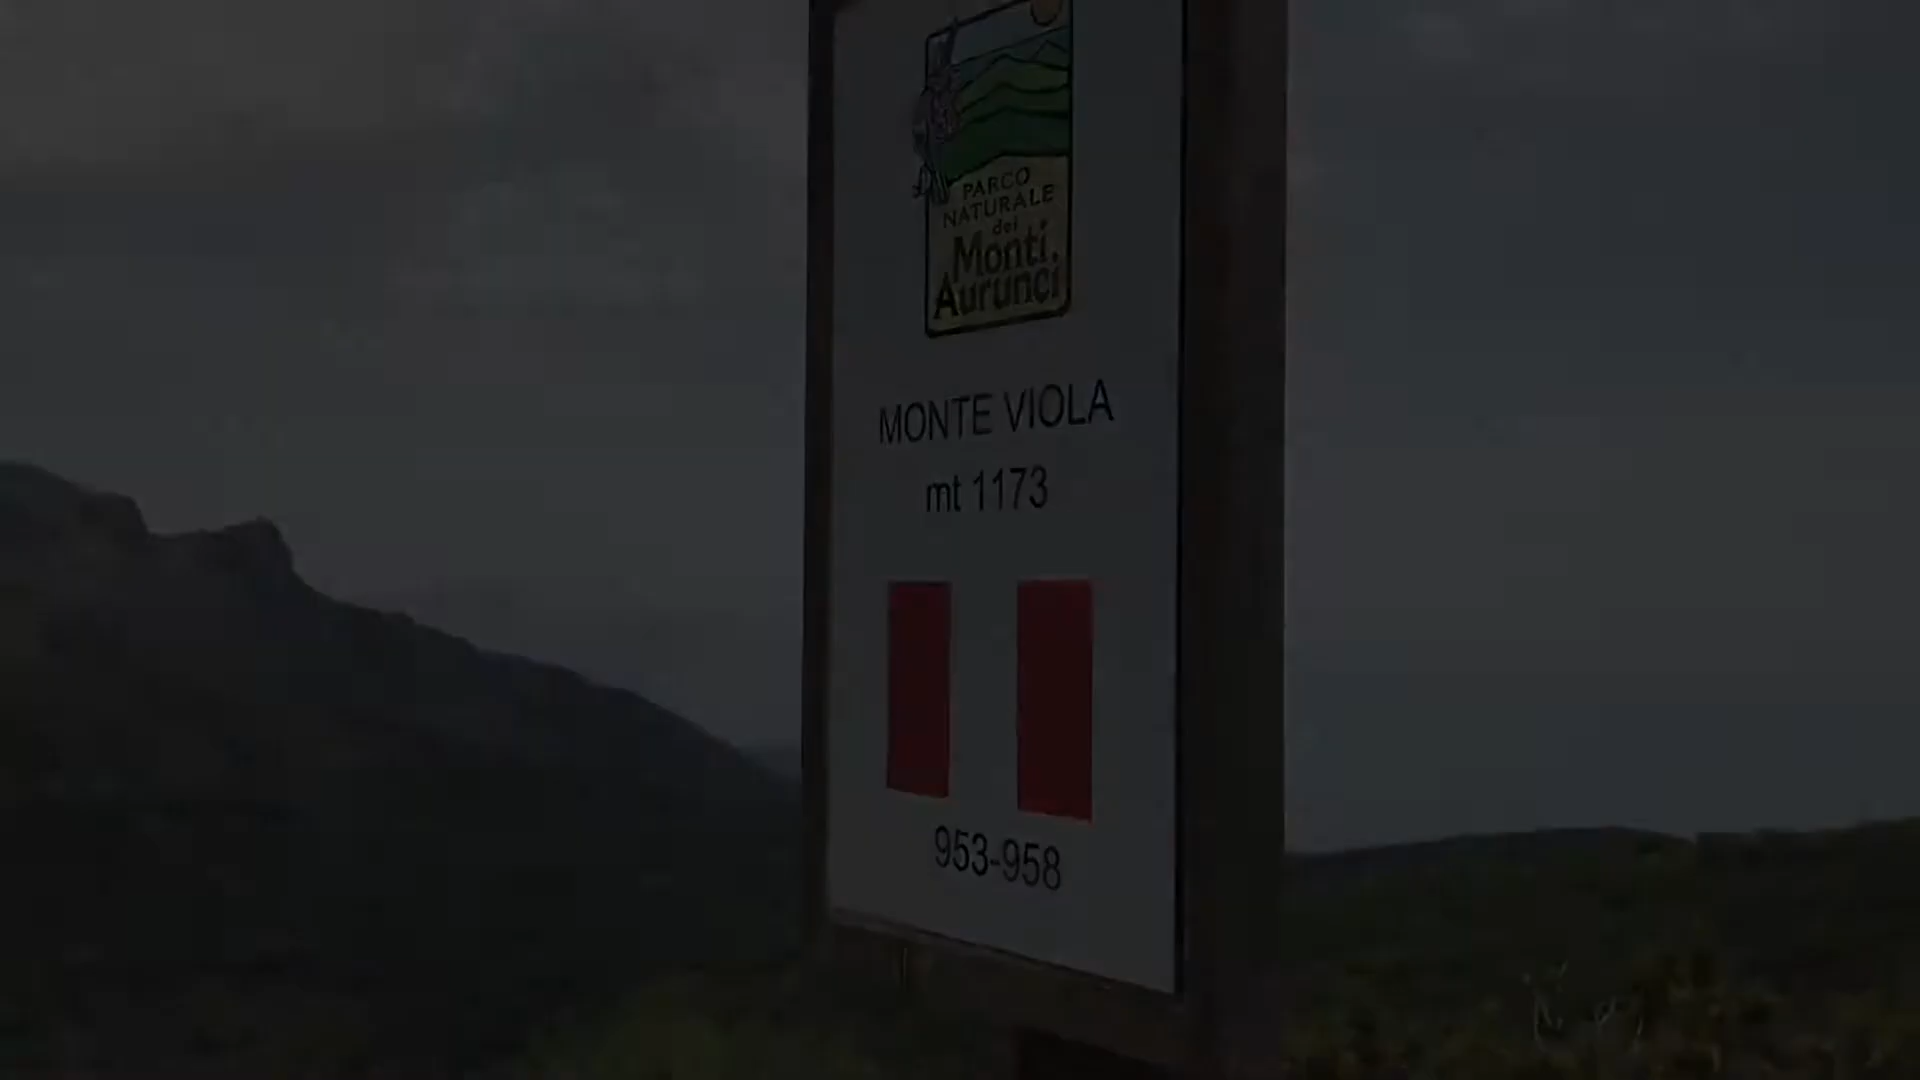 PARCO
NATURALE
dei
Monti
Aurunci
MONTE VIOLA
mt 1173
953-958